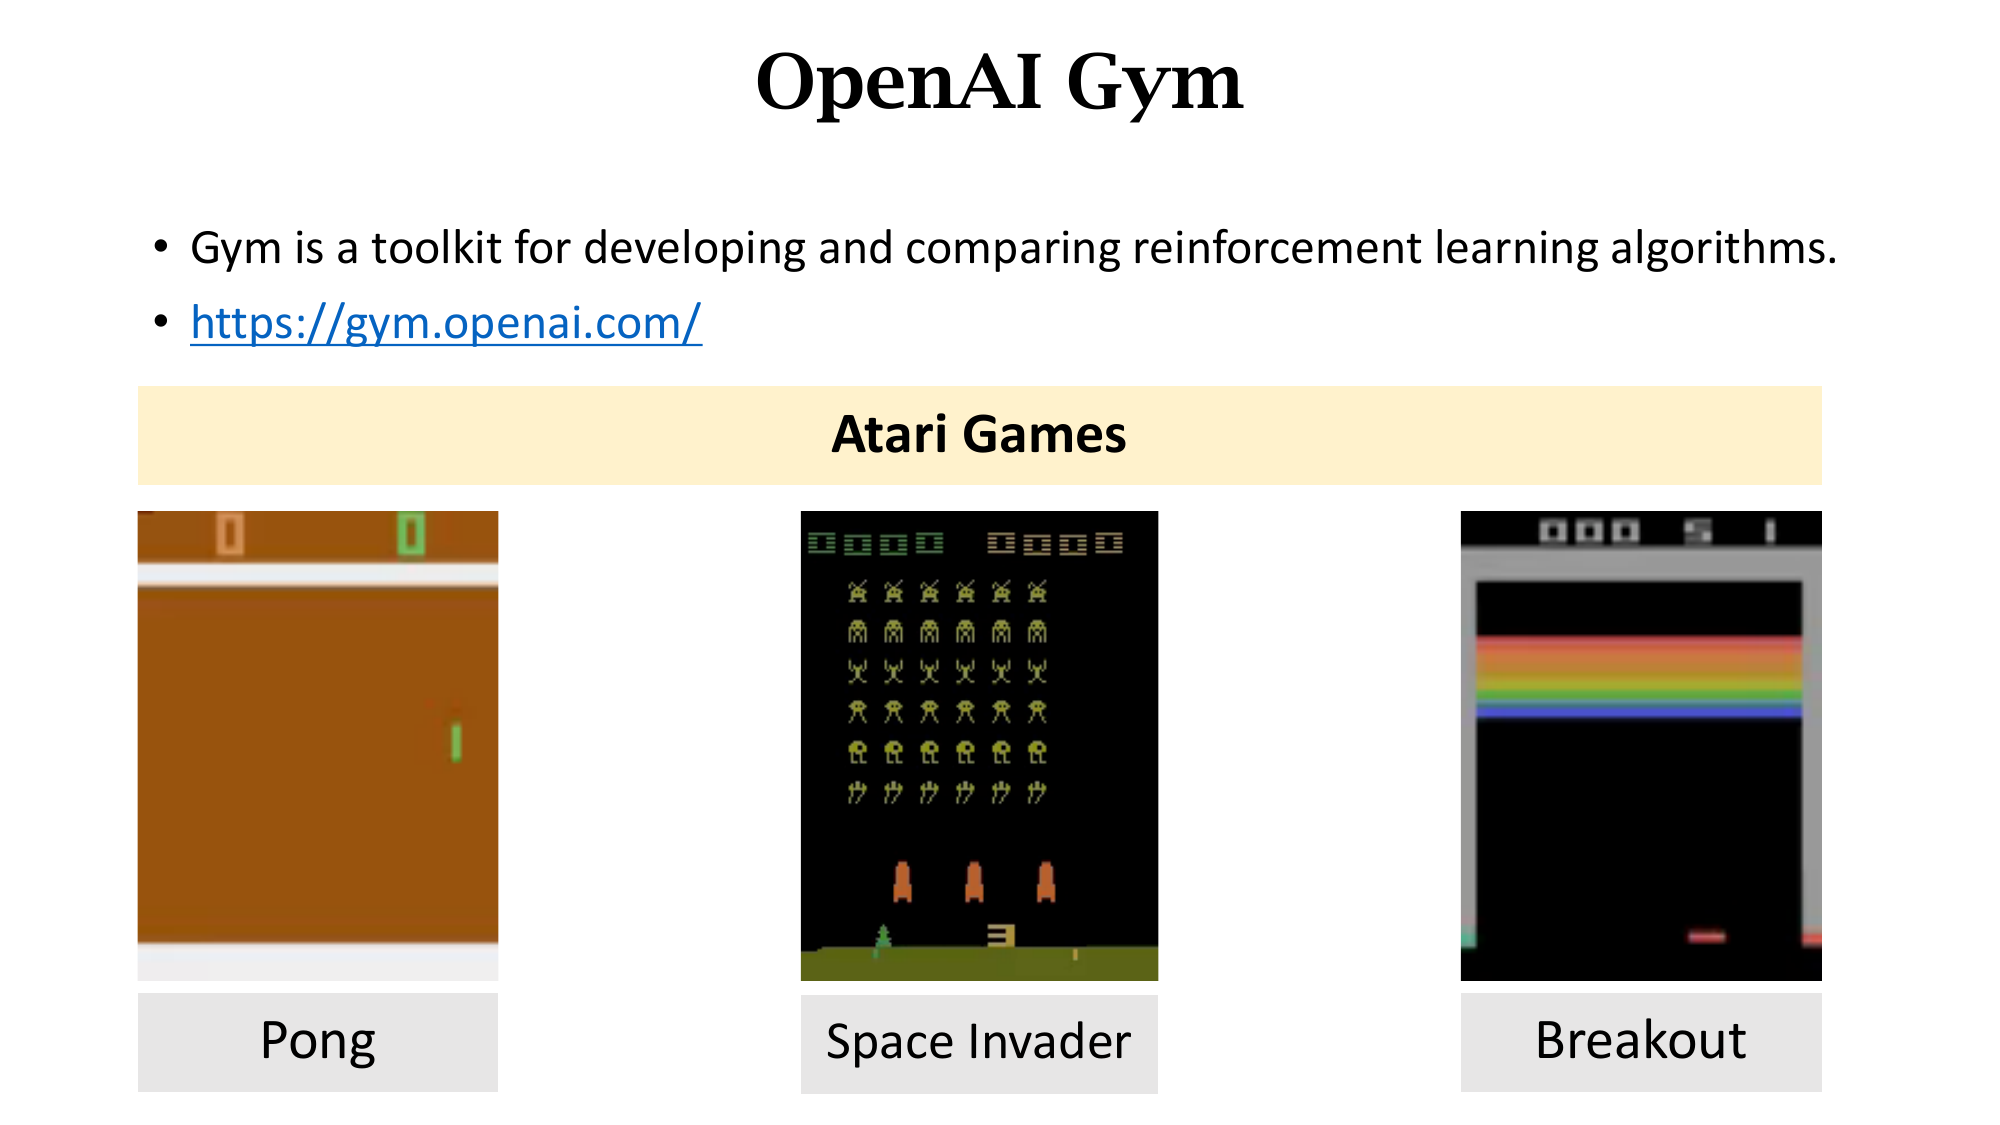 OpenAI Gym
• Gym is a toolkit for developing and comparing reinforcement learning algorithms.
• https://gym.openai.com/
Atari Games
0 0
0000 0000
000 5 1
Pong
Space Invader
Breakout